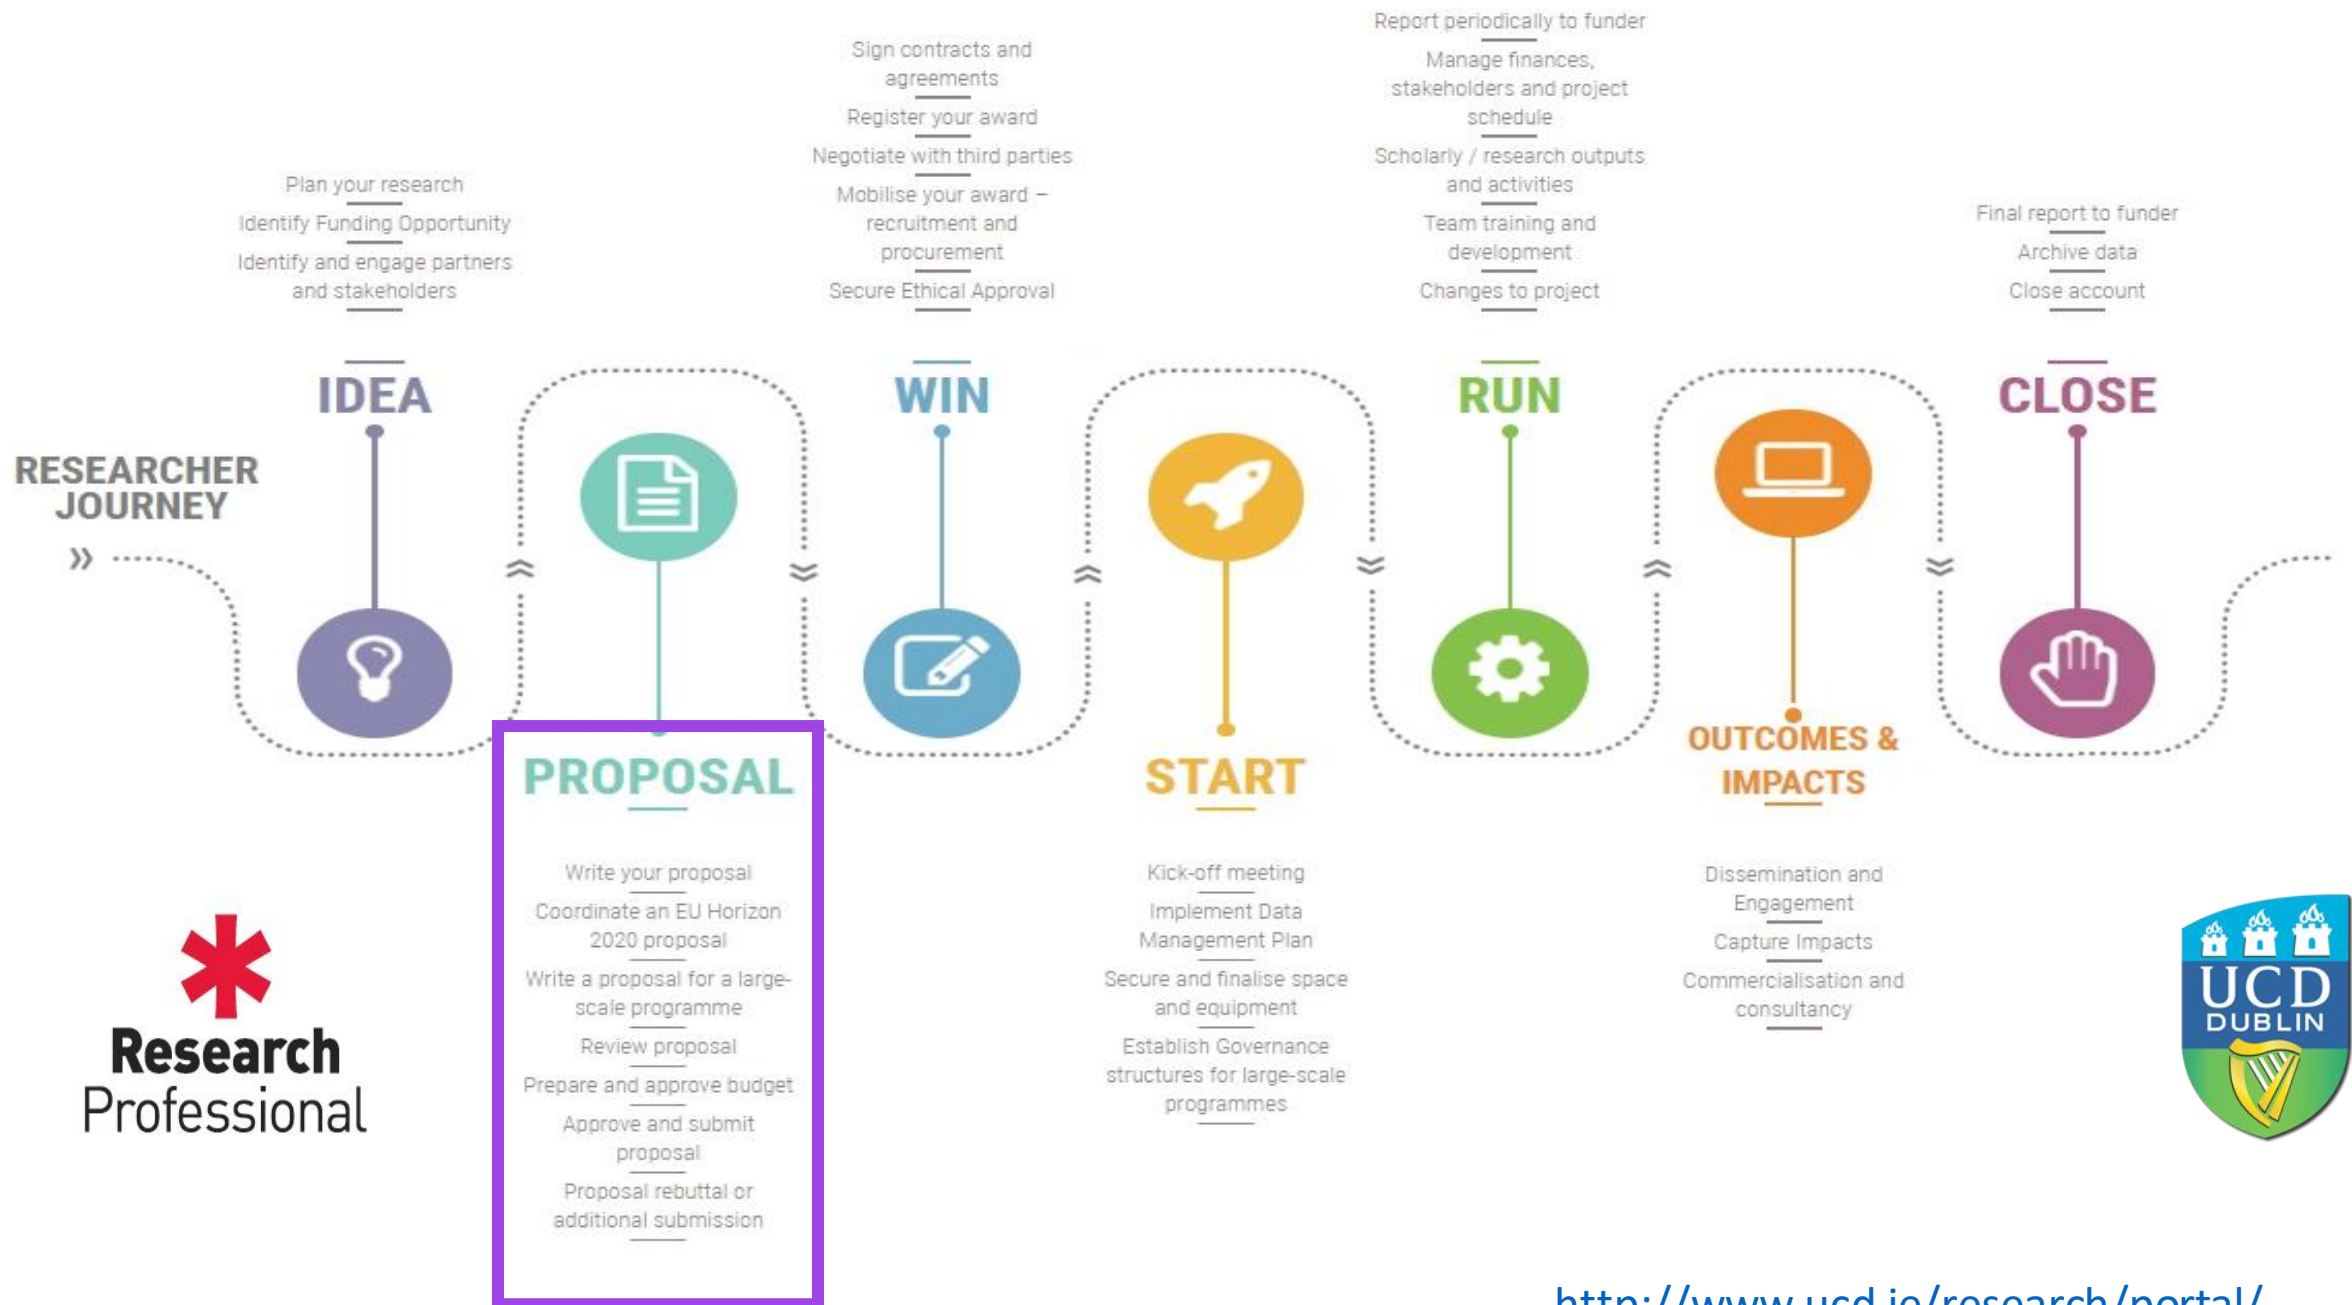 RESEARCHER
JOURNEY
Plan your research
Identify Funding Opportunity
Identify and engage partners
and stakeholders
IDEA
PROPOSAL
Write your proposal
Coordinate an EU Horizon
2020 proposal
Write a proposal for a large-
scale programme
Review proposal
Prepare and approve budget
Approve and submit
proposal
Proposal rebuttal or
additional submission
Sign contracts and
agreements
Register your award
Negotiate with third parties
Mobilise your award –
recruitment and
procurement
Secure Ethical Approval
WIN
START
Kick-off meeting
Implement Data
Management Plan
Secure and finalise space
and equipment
Establish Governance
structures for large-scale
programmes
Report periodically to funder
Manage finances,
stakeholders and project
schedule
Scholarly / research outputs
and activities
Team training and
development
Changes to project
RUN
OUTCOMES &
IMPACTS
Dissemination and
Engagement
Capture Impacts
Commercialisation and
consultancy
Final report to funder
Archive data
Close account
CLOSE
Research
Professional
UCD
DUBLIN
http://www.ucd.ie/research/portal/